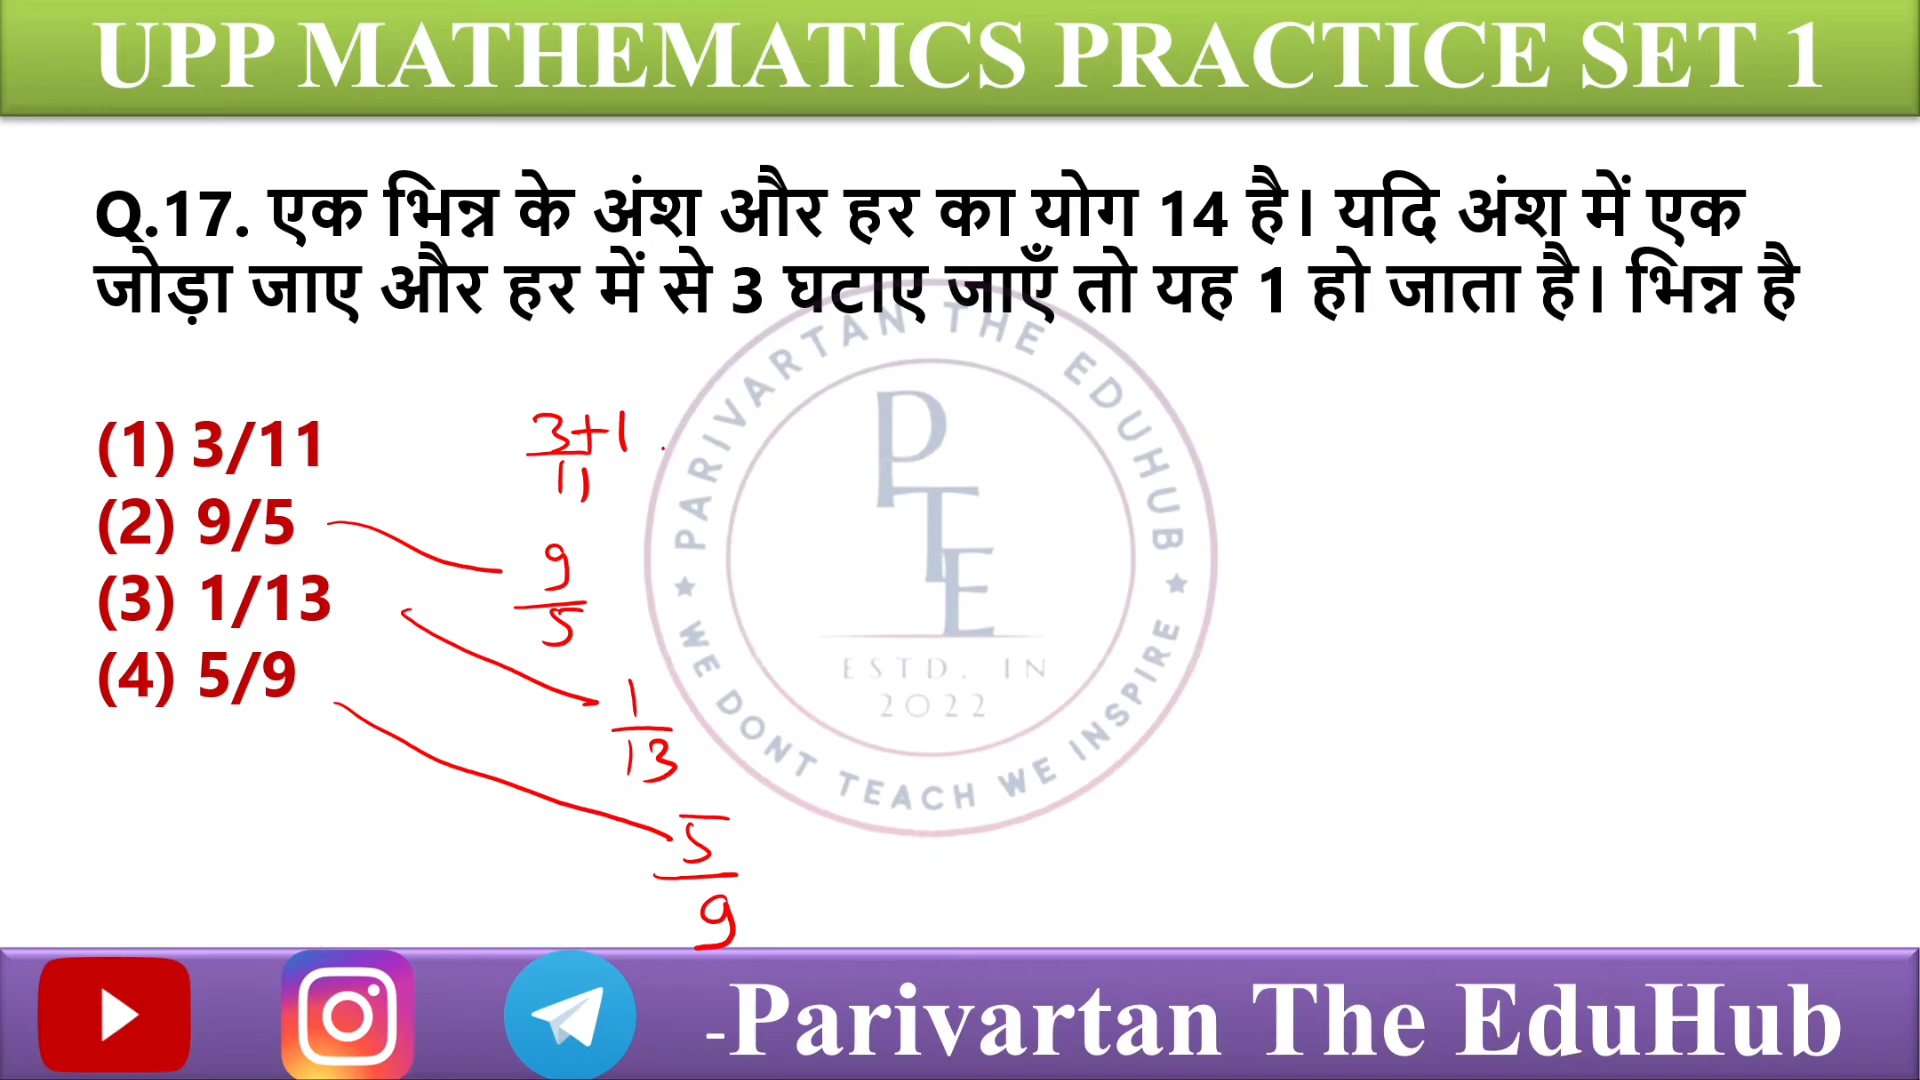 UPP MATHEMATICS PRACTICE SET 1
Q.17. एक भिन्न के अंश और हर का योग 14 है। यदि अंश में एक
जोड़ा जाए और हर में से 3 घटाए जाएँ तो यह 1 हो जाता है। भिन्न है
(1) 3/11
(2) 9/5
(3) 1/13
(4) 5/9
3+1
11
9
5
1
13
5
9
PARIVARTAN THE EDUHUB
PTE
ESTD. IN
2022
WE DONT TEACH WE INSPIRE
-Parivartan The EduHub